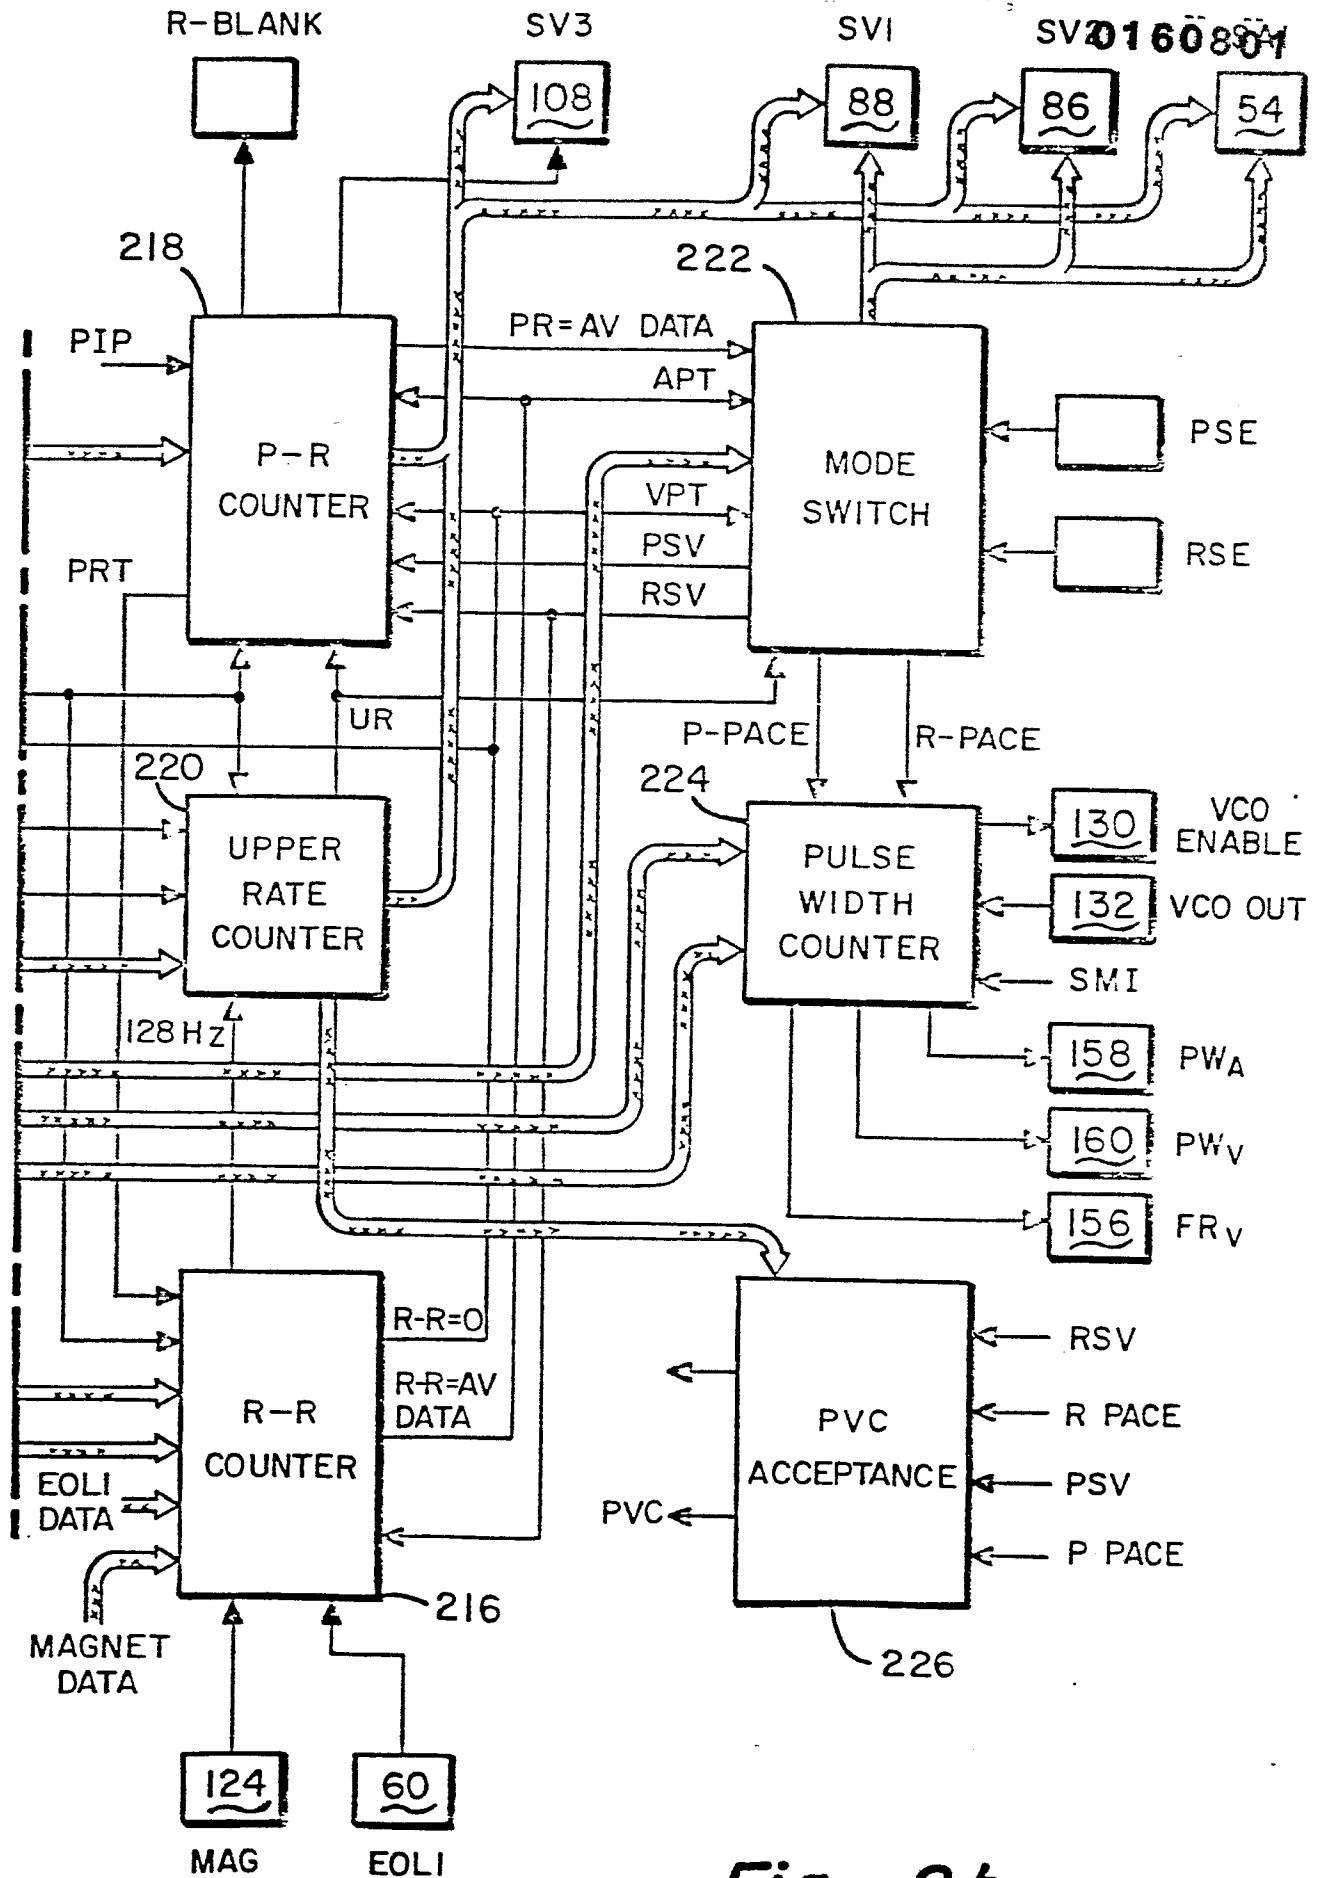 R-BLANK
SV3
SV1
SV2
0160801
108
88
86
54
218
222
PIP
PR=AV DATA
APT
P-R
COUNTER
MODE
SWITCH
PSE
VPT
PSV
RSV
RSE
PRT
UR
P-PACE
R-PACE
220
224
UPPER
RATE
COUNTER
PULSE
WIDTH
COUNTER
130
VCO
ENABLE
132
VCO OUT
SMI
128HZ
158
PWA
160
PWV
156
FRV
R-R=0
R-R=AV
DATA
R-R
COUNTER
EOLI
DATA
PVC
ACCEPTANCE
RSV
R PACE
PSV
PVC
P PACE
216
226
MAGNET
DATA
124
60
MAG
EOLI